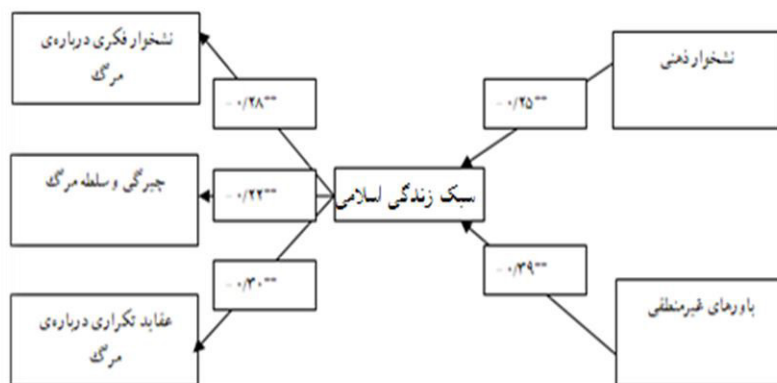 نشخوار ذهنی
باورهای غیرمنطقی
-۰/۲۵**
-۰/۳۹**
سبک زندگی اسلامی
-۰/۲۸**
-۰/۲۲**
-۰/۳۰**
نشخوار فکری درباره‌ی
مرگ
چیرگی و سلطه مرگ
عقاید تکراری درباره‌ی
مرگ